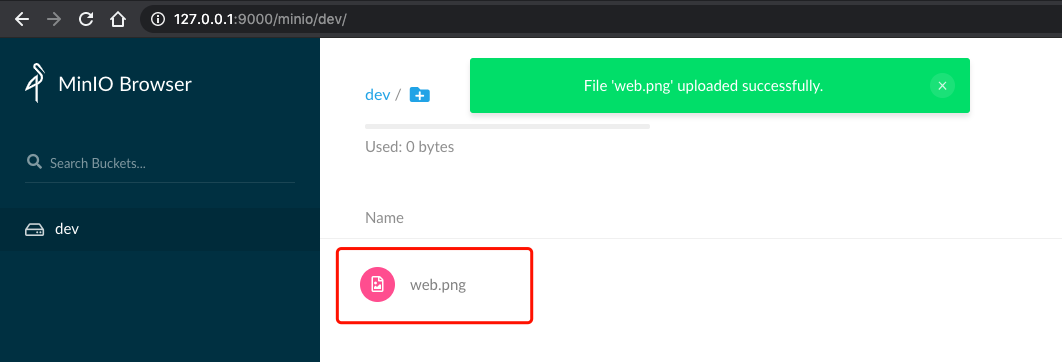 127.0.0.1:9000/minio/dev/
MinIO Browser
File 'web.png' uploaded successfully.
dev /
Used: 0 bytes
Search Buckets...
Name
dev
web.png